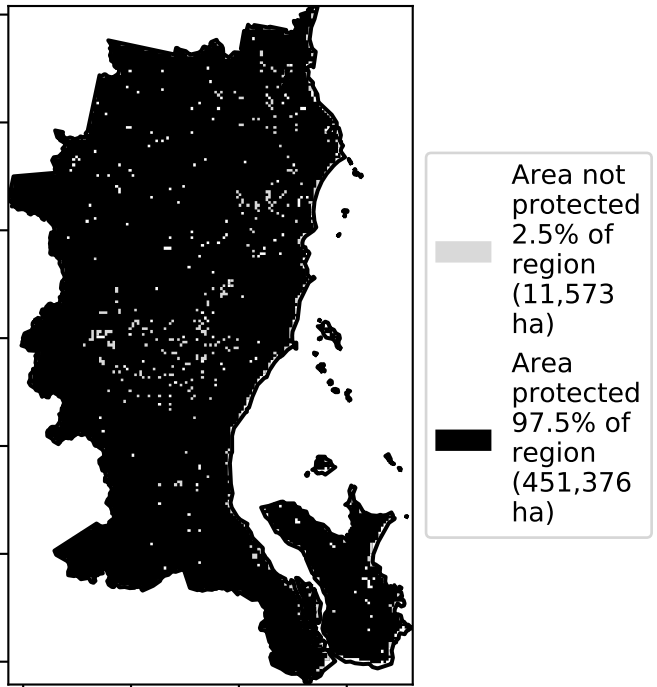 Area not
protected
2.5% of
region
(11,573
ha)
Area
protected
97.5% of
region
(451,376
ha)